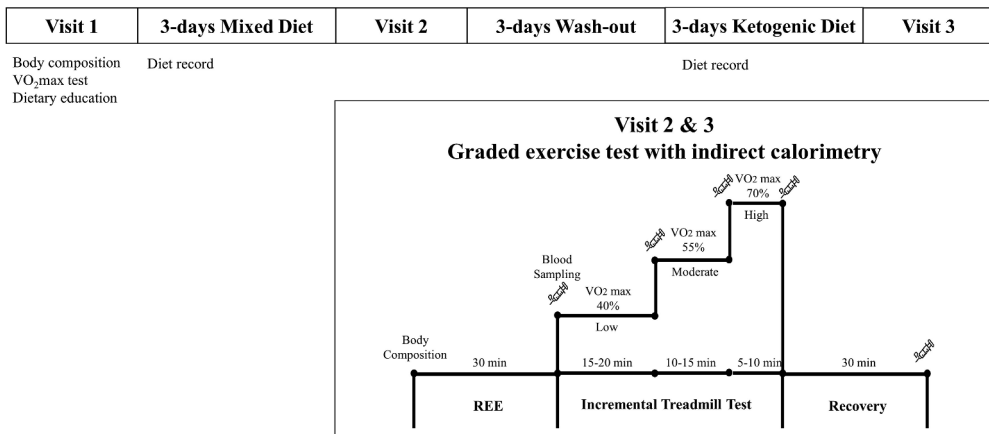 Visit 1 3-days Mixed Diet Visit 2 3-days Wash-out 3-days Ketogenic Diet Visit 3
Body composition
VO₂max test
Dietary education
Diet record
Diet record
Visit 2 & 3
Graded exercise test with indirect calorimetry
VO2 max
70%
High
VO2 max
55%
Moderate
Blood
Sampling
VO2 max
40%
Low
Body
Composition
30 min 15-20 min 10-15 min 5-10 min 30 min
REE Incremental Treadmill Test Recovery